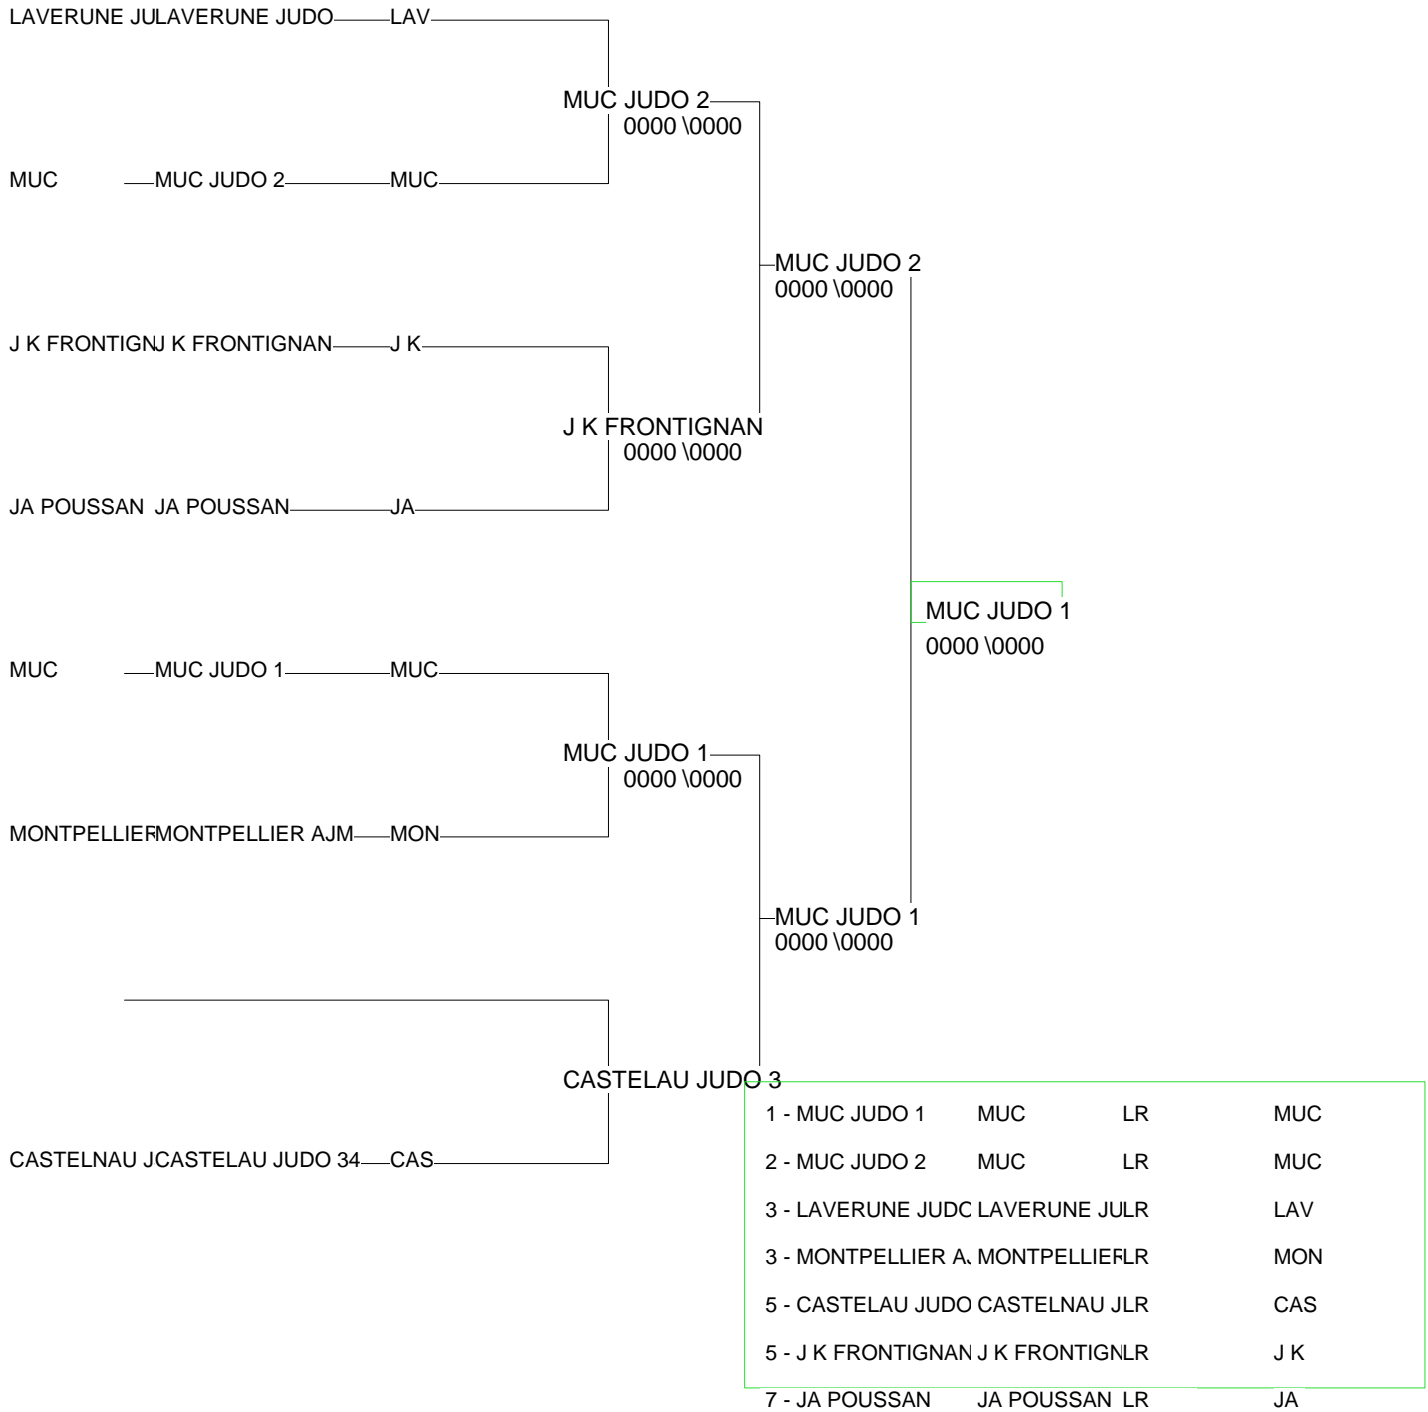 LAVERUNE JULAVERUNE JUDO LAV
MUC JUDO 2
0000 \0000
MUC MUC JUDO 2 MUC
MUC JUDO 2
0000 \0000
J K FRONTIGNJ K FRONTIGNAN J K
J K FRONTIGNAN
0000 \0000
JA POUSSAN JA POUSSAN JA
MUC JUDO 1
0000 \0000
MUC MUC JUDO 1 MUC
MUC JUDO 1
0000 \0000
MONTPELLIERMONTPELLIER AJM MON
MUC JUDO 1
0000 \0000
CASTELAU JUDO 3
1 - MUC JUDO 1 MUC LR MUC
CASTELNAU JCASTELAU JUDO 34 CAS
2 - MUC JUDO 2 MUC LR MUC
3 - LAVERUNE JUDO LAVERUNE JULR LAV
3 - MONTPELLIER AJ MONTPELLIERLR MON
5 - CASTELAU JUDO CASTELNAU JLR CAS
5 - J K FRONTIGNAN J K FRONTIGNLR J K
7 - JA POUSSAN JA POUSSAN LR JA